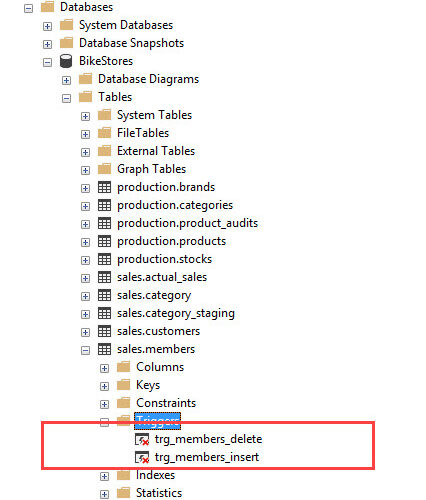 Databases
System Databases
Database Snapshots
BikeStores
Database Diagrams
Tables
System Tables
FileTables
External Tables
Graph Tables
production.brands
production.categories
production.product_audits
production.products
production.stocks
sales.actual_sales
sales.category
sales.category_staging
sales.customers
sales.members
Columns
Keys
Constraints
Triggers
trg_members_delete
trg_members_insert
Indexes
Statistics